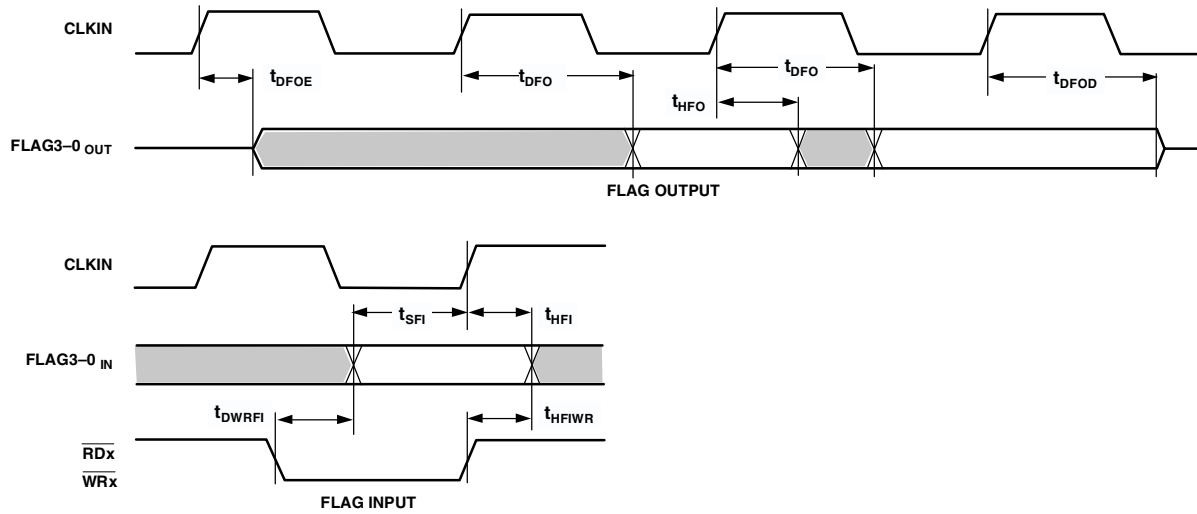 CLKIN
tDFOE
tDFO
tDFO
tHFO
tDFOD
FLAG3–0 OUT
FLAG OUTPUT
CLKIN
tSFI
tHFI
FLAG3–0 IN
tDWRFI
tHFIWR
RDx
WRx
FLAG INPUT